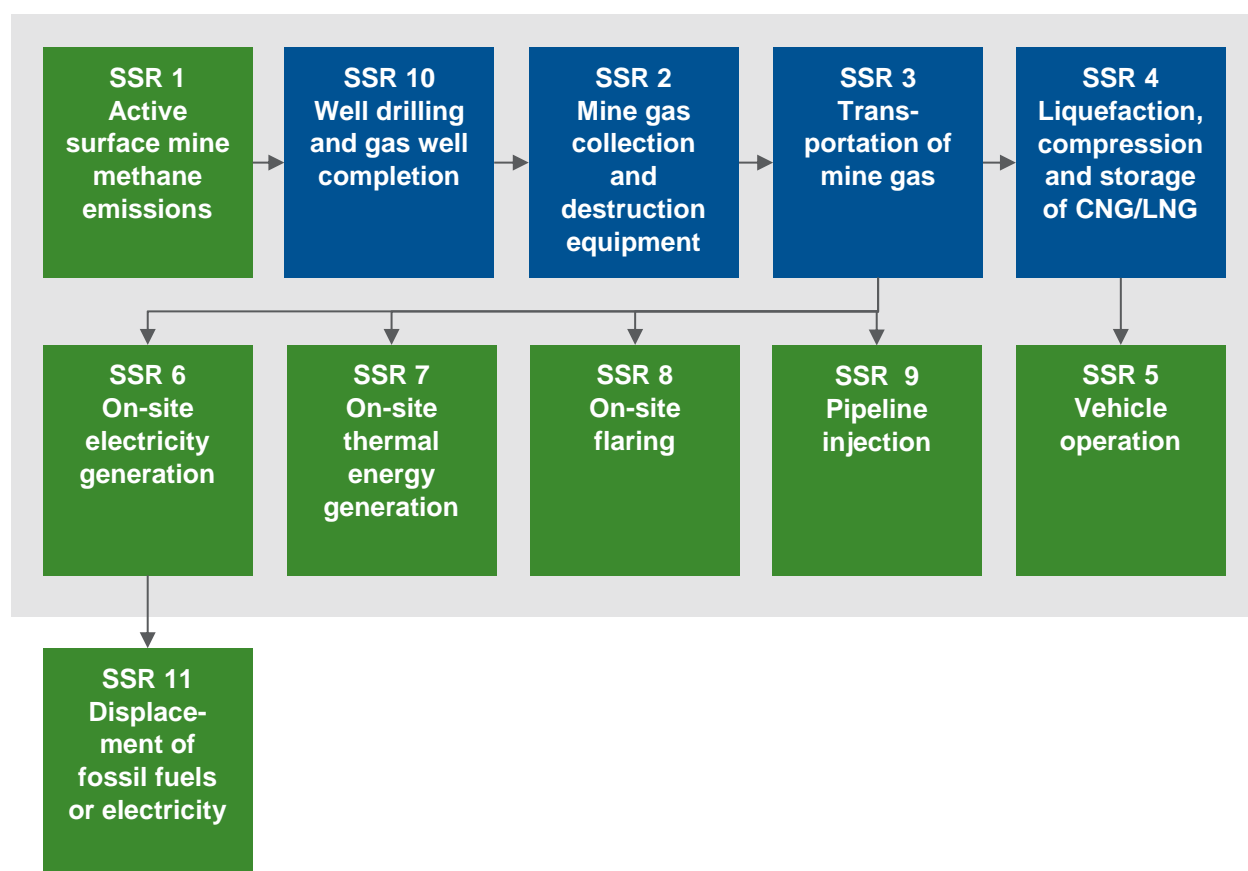 SSR 1
Active
surface mine
methane
emissions
SSR 10
Well drilling
and gas well
completion
SSR 2
Mine gas
collection
and
destruction
equipment
SSR 3
Trans-
portation of
mine gas
SSR 4
Liquefaction,
compression
and storage
of CNG/LNG
SSR 6
On-site
electricity
generation
SSR 7
On-site
thermal
energy
generation
SSR 8
On-site
flaring
SSR 9
Pipeline
injection
SSR 5
Vehicle
operation
SSR 11
Displace-
ment of
fossil fuels
or electricity